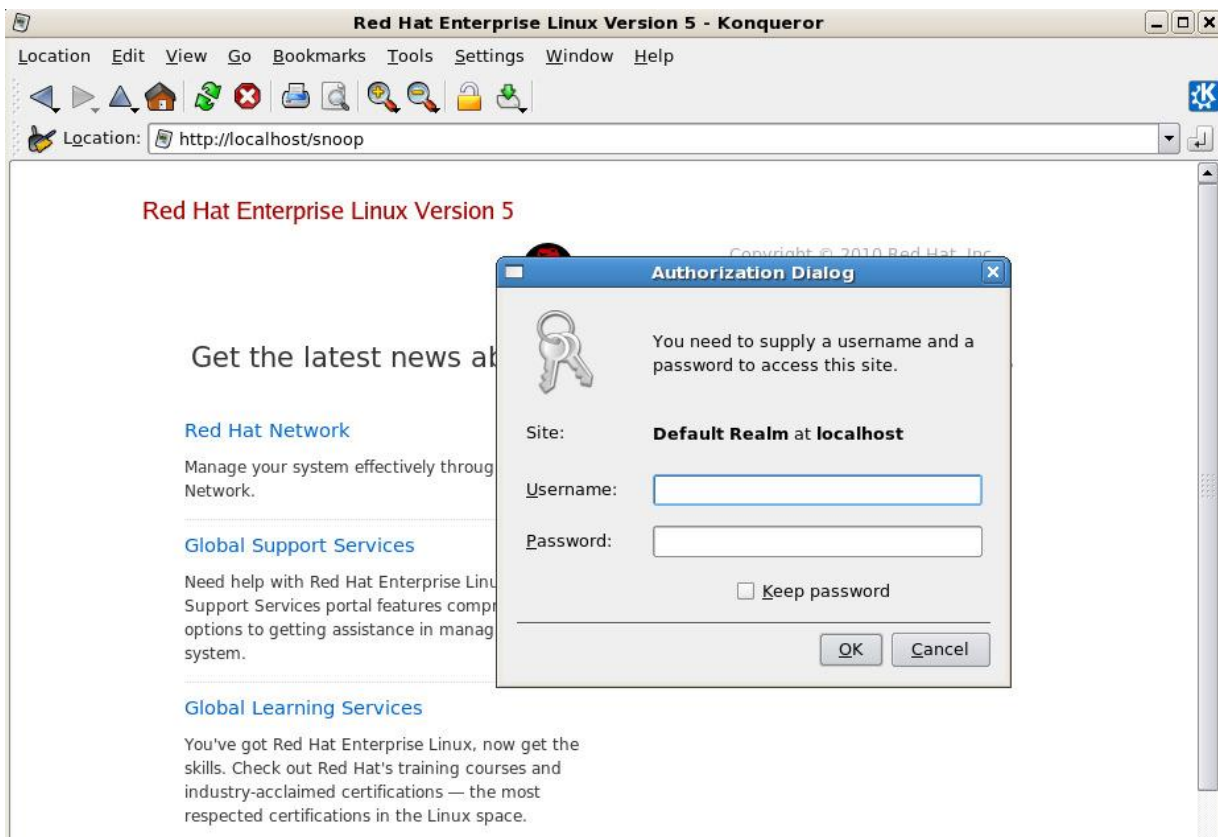 Red Hat Enterprise Linux Version 5 - Konqueror
Location Edit View Go Bookmarks Tools Settings Window Help
Location: http://localhost/snoop
Red Hat Enterprise Linux Version 5
Copyright © 2010 Red Hat, Inc
Get the latest news
Red Hat Network
Manage your system effectively
Network.
Global Support Services
Need help with Red Hat Enterprise
Support Services portal features
options to getting assistance in
system.
Global Learning Services
You've got Red Hat Enterprise Linux, now get the
skills. Check out Red Hat's training courses and
industry-acclaimed certifications — the most
respected certifications in the Linux space.
Authorization Dialog
You need to supply a username and a
password to access this site.
Site: Default Realm at localhost
Username:
Password:
Keep password
OK Cancel